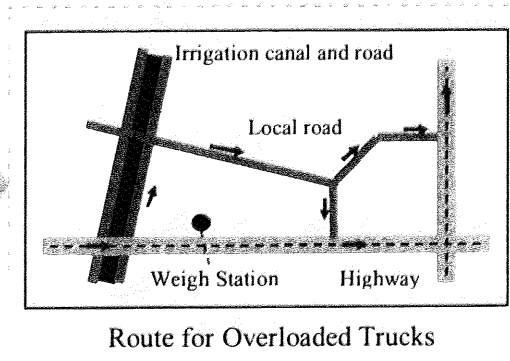 Irrigation canal and road
Local road
Weigh Station
Highway
Route for Overloaded Trucks